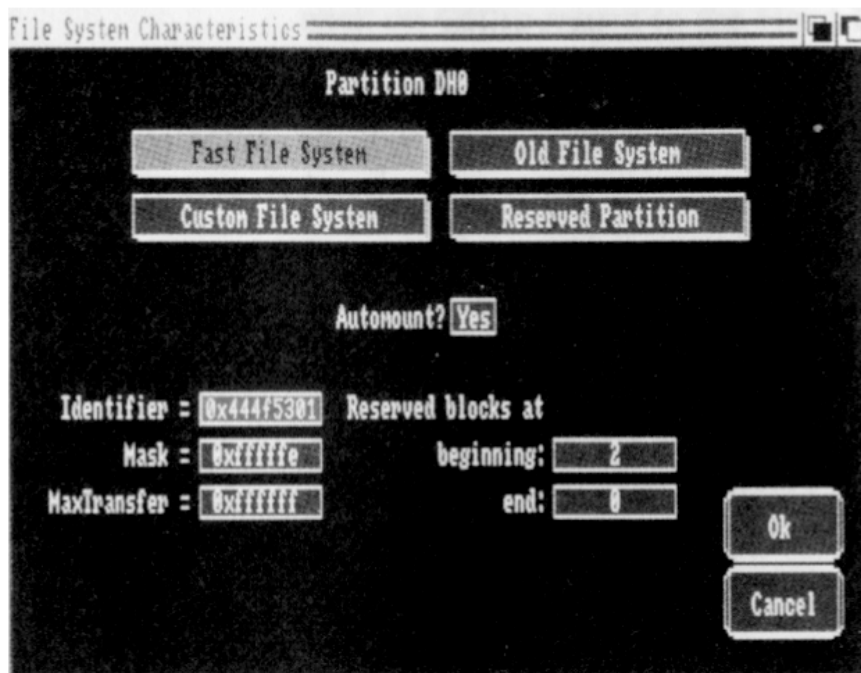 File System Characteristics
Partition DH0
Fast File System
Old File System
Custom File System
Reserved Partition
Automount? Yes
Identifier = 0x444f5301
Reserved blocks at
Mask = 0xfffffe
beginning: 2
MaxTransfer = 0xffffff
end: 0
Ok
Cancel